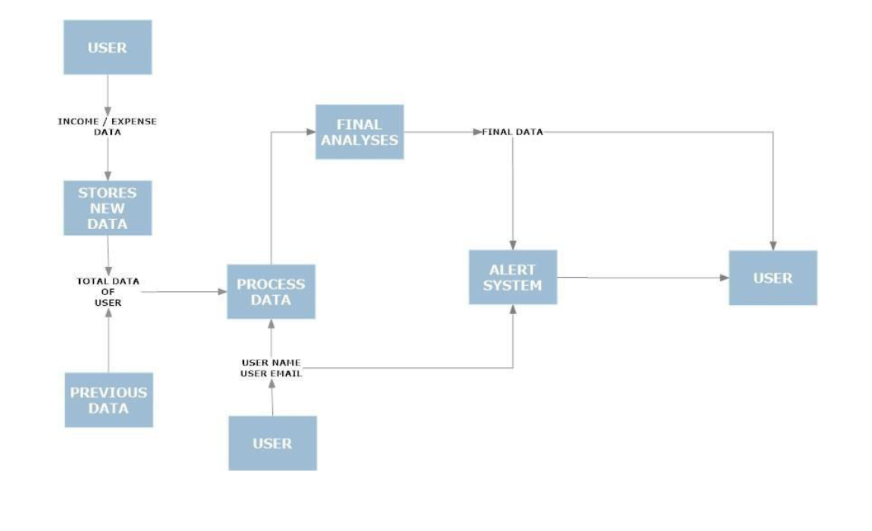 USER
INCOME / EXPENSE
DATA
STORES
NEW
DATA
TOTAL DATA
OF
USER
PREVIOUS
DATA
FINAL
ANALYSES
FINAL DATA
PROCESS
DATA
USER NAME
USER EMAIL
USER
ALERT
SYSTEM
USER